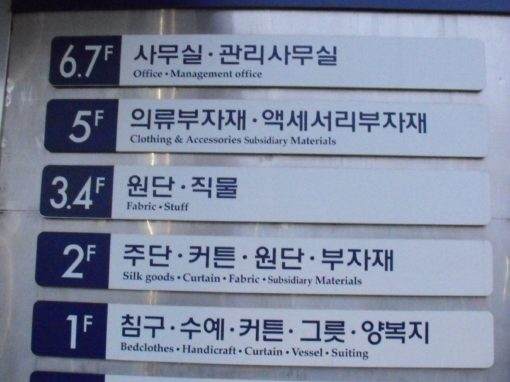 6.7F 사무실·관리사무실
Office · Management office
5F 의류부자재·액세서리부자재
Clothing & Accessories Subsidiary Materials
3.4F 원단·직물
Fabric · Stuff
2F 주단·커튼·원단·부자재
Silk goods · Curtain · Fabric · Subsidiary Materials
1F 침구·수예·커튼·그릇·양복지
Bedclothes · Handicraft · Curtain · Vessel · Suiting